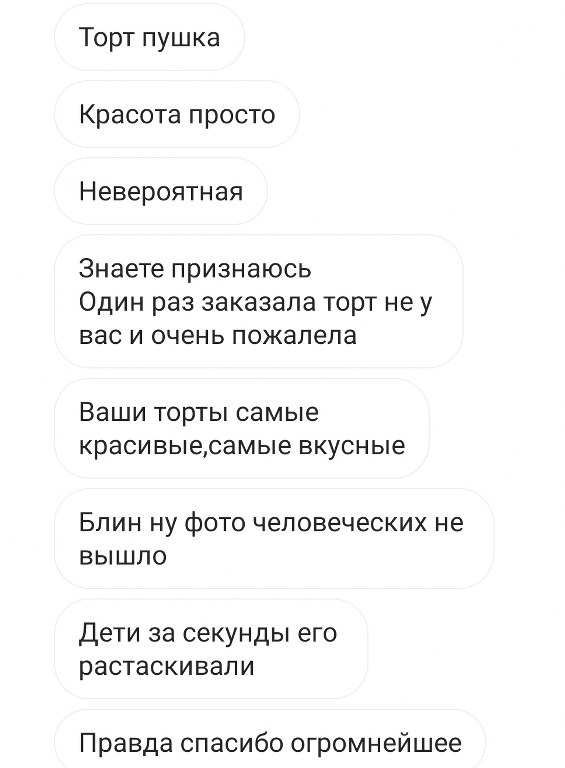 Торт пушка
Красота просто
Невероятная
Знаете признаюсь
Один раз заказала торт не у
вас и очень пожалела
Ваши торты самые
красивые,самые вкусные
Блин ну фото человеческих не
вышло
Дети за секунды его
растаскивали
Правда спасибо огромнейшее